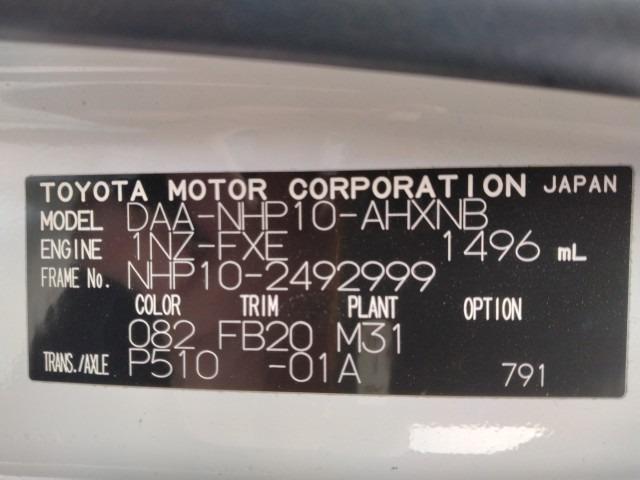 TOYOTA MOTOR CORPORATION JAPAN
MODEL DAA-NHP10-AHXNB
ENGINE 1NZ-FXE 1496 mL
FRAME No. NHP10-2492999
COLOR TRIM PLANT OPTION
082 FB20 M31
TRANS./AXLE P510 -01A 791